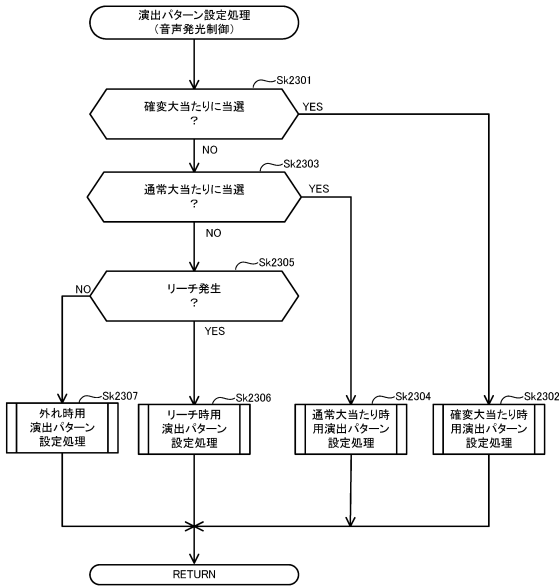 演出パターン設定処理
（音声発光制御）
Sk2301
確変大当たりに当選
？
YES
NO
Sk2303
通常大当たりに当選
？
YES
NO
Sk2305
リーチ発生
？
NO
YES
Sk2307
外れ時用
演出パターン
設定処理
Sk2306
リーチ時用
演出パターン
設定処理
Sk2304
通常大当たり時
用演出パターン
設定処理
Sk2302
確変大当たり時
用演出パターン
設定処理
RETURN